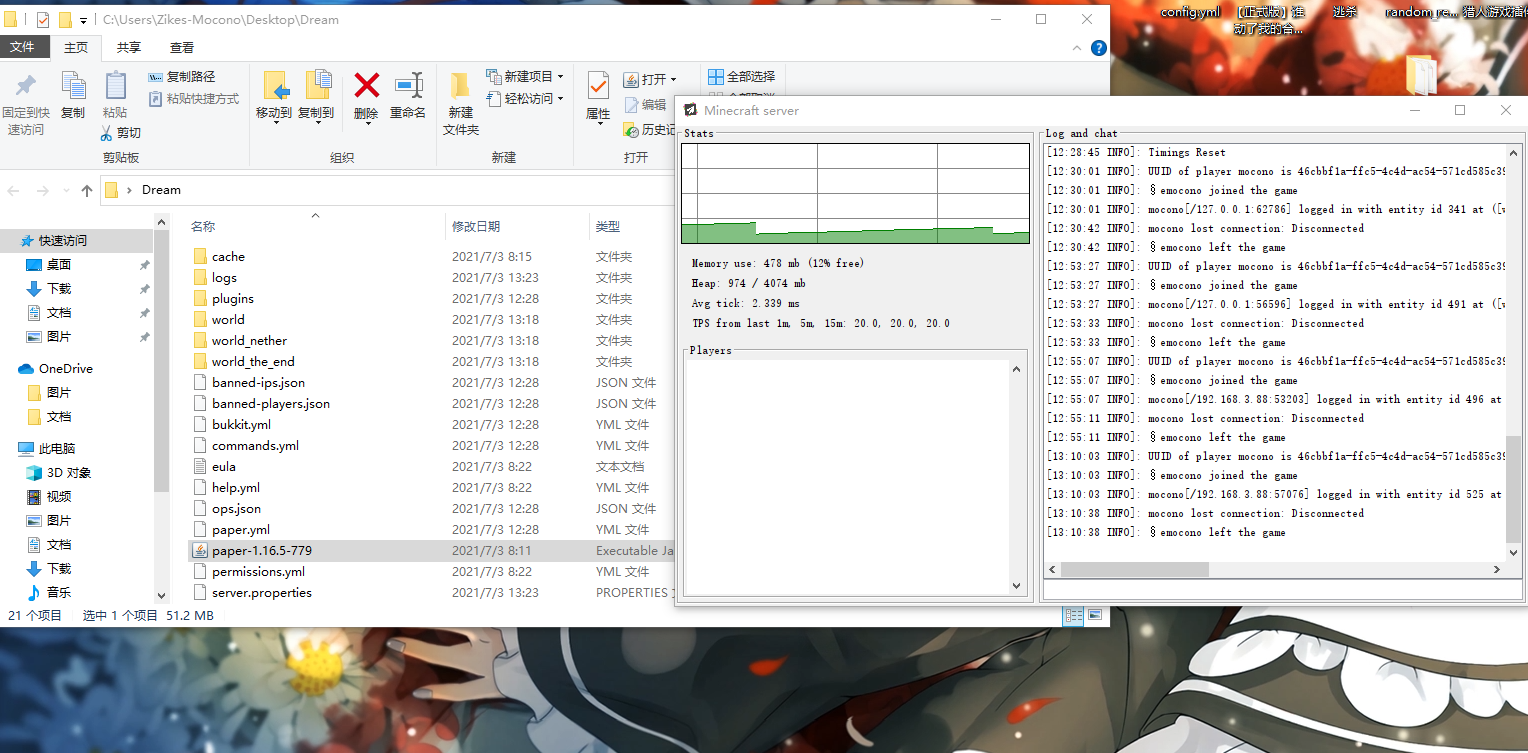 C:\Users\Zikes-Mocono\Desktop\Dream
文件
主页
共享
查看
固定到快
速访问
复制
粘贴
复制路径
粘贴快捷方式
剪切
剪贴板
移动到
复制到
删除
重命名
组织
新建
文件夹
新建项目
轻松访问
新建
属性
打开
编辑
历史记
打开
全部选择
Dream
名称
修改日期
类型
快速访问
桌面
下载
文档
图片
OneDrive
图片
文档
此电脑
3D 对象
视频
图片
文档
下载
音乐
cache 2021/7/3 8:15 文件夹
logs 2021/7/3 13:23 文件夹
plugins 2021/7/3 12:28 文件夹
world 2021/7/3 13:18 文件夹
world_nether 2021/7/3 13:18 文件夹
world_the_end 2021/7/3 13:18 文件夹
banned-ips.json 2021/7/3 12:28 JSON 文件
banned-players.json 2021/7/3 12:28 JSON 文件
bukkit.yml 2021/7/3 12:28 YML 文件
commands.yml 2021/7/3 12:28 YML 文件
eula 2021/7/3 8:22 文本文档
help.yml 2021/7/3 8:22 YML 文件
ops.json 2021/7/3 12:28 JSON 文件
paper.yml 2021/7/3 12:28 YML 文件
paper-1.16.5-779 2021/7/3 8:11 Executable Ja
permissions.yml 2021/7/3 8:22 YML 文件
server.properties 2021/7/3 13:23 PROPERTIES
21 个项目 选中 1 个项目 51.2 MB
config.yml
【正式版】谁
动了我的合...
逃杀
random_re...
猎人游戏插件
Minecraft server
Stats
Memory use: 478 mb (12% free)
Heap: 974 / 4074 mb
Avg tick: 2.339 ms
TPS from last 1m, 5m, 15m: 20.0, 20.0, 20.0
Players
Log and chat
[12:28:45 INFO]: Timings Reset
[12:30:01 INFO]: UUID of player mocono is 46cbbf1a-ffc5-4c4d-ac54-571cd585c39
[12:30:01 INFO]: §emocono joined the game
[12:30:01 INFO]: mocono[/127.0.0.1:62786] logged in with entity id 341 at ([w
[12:30:42 INFO]: mocono lost connection: Disconnected
[12:30:42 INFO]: §emocono left the game
[12:53:27 INFO]: UUID of player mocono is 46cbbf1a-ffc5-4c4d-ac54-571cd585c39
[12:53:27 INFO]: §emocono joined the game
[12:53:27 INFO]: mocono[/127.0.0.1:56596] logged in with entity id 491 at ([w
[12:53:33 INFO]: mocono lost connection: Disconnected
[12:53:33 INFO]: §emocono left the game
[12:55:07 INFO]: UUID of player mocono is 46cbbf1a-ffc5-4c4d-ac54-571cd585c39
[12:55:07 INFO]: §emocono joined the game
[12:55:07 INFO]: mocono[/192.168.3.88:53203] logged in with entity id 496 at
[12:55:11 INFO]: mocono lost connection: Disconnected
[12:55:11 INFO]: §emocono left the game
[13:10:03 INFO]: UUID of player mocono is 46cbbf1a-ffc5-4c4d-ac54-571cd585c39
[13:10:03 INFO]: §emocono joined the game
[13:10:03 INFO]: mocono[/192.168.3.88:57076] logged in with entity id 525 at
[13:10:38 INFO]: mocono lost connection: Disconnected
[13:10:38 INFO]: §emocono left the game